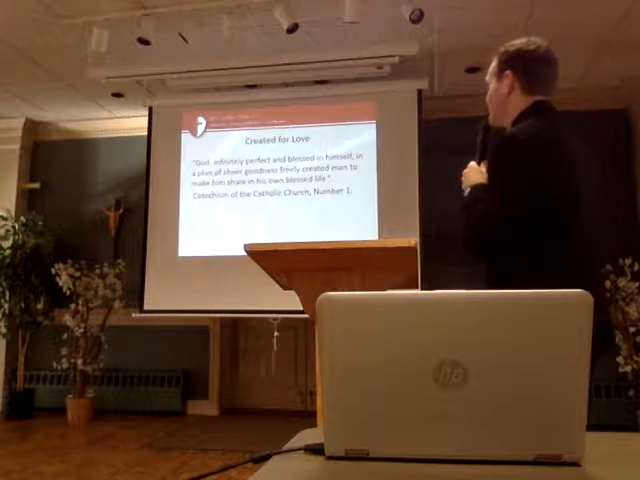 Created for Love
"God, infinitely perfect and blessed in himself, in
a plan of sheer goodness freely created man to
make him share in his own blessed life."
Catechism of the Catholic Church, Number 1.
hp